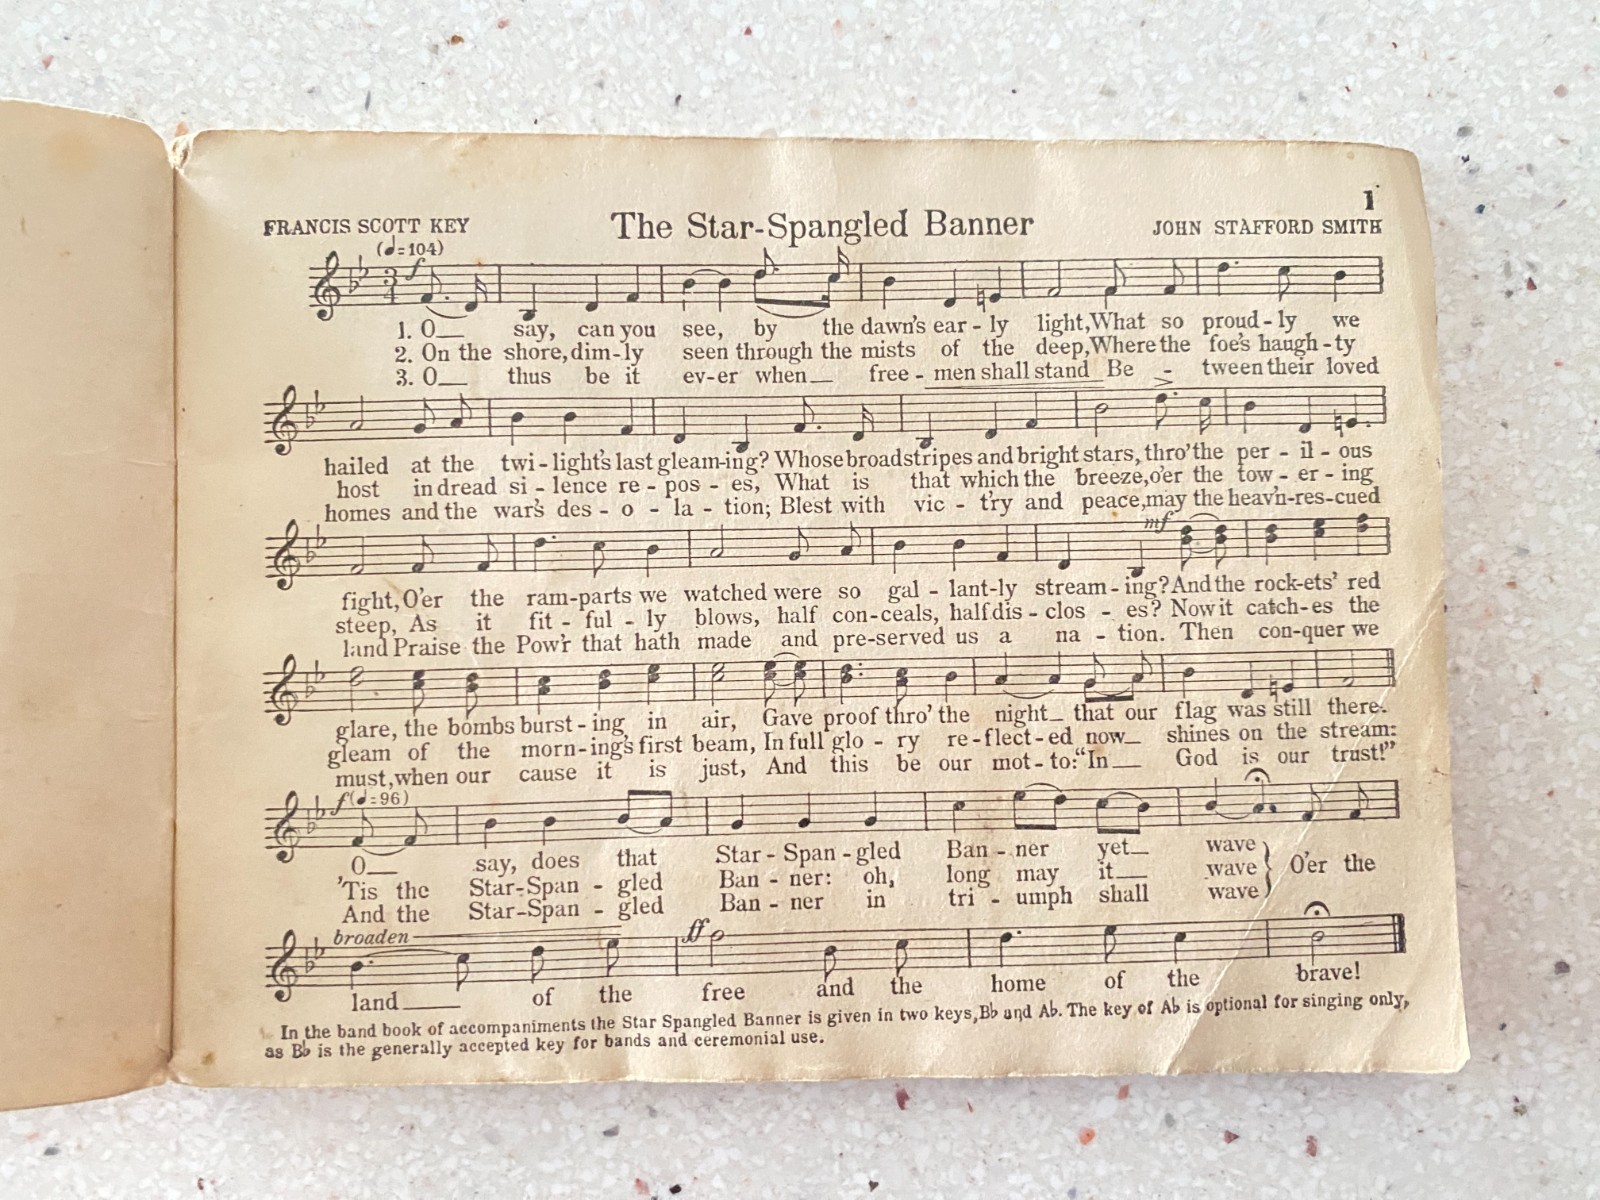 1
FRANCIS SCOTT KEY The Star-Spangled Banner JOHN STAFFORD SMITH
(♩=104)
f
3
4
1. O__ say, can you see, by the dawn's ear - ly light, What so proud - ly we
2. On the shore, dim - ly seen through the mists of the deep, Where the foe's haugh - ty
3. O__ thus be it ev-er when__ free - men shall stand Be - tween their loved
hailed at the twi - light's last gleam-ing? Whose broad stripes and bright stars, thro' the per - il - ous
host in dread si - lence re - pos - es, What is that which the breeze, o'er the tow - er - ing
homes and the war's des - o - la - tion; Blest with vic - t'ry and peace, may the heav'n-res-cued
mf
fight, O'er the ram-parts we watched were so gal - lant-ly stream - ing? And the rock-ets' red
steep, As it fit - ful - ly blows, half con-ceals, half dis - clos - es? Now it catch-es the
land Praise the Pow'r that hath made and pre-served us a na - tion. Then con-quer we
glare, the bombs burst - ing in air, Gave proof thro' the night__ that our flag was still there.
gleam of the morn-ing's first beam, In full glo - ry re-flect-ed now__ shines on the stream:
must, when our cause it is just, And this be our mot-to: “In__ God is our trust!”
f (♩=96)
O__ say, does that Star - Span - gled Ban - ner yet__ wave
'Tis the Star-Span - gled Ban - ner: oh, long may it__ wave } O'er the
And the Star-Span - gled Ban - ner in tri - umph shall wave
broaden ff
land____ of the free and the home of the brave!
In the band book of accompaniments the Star Spangled Banner is given in two keys, B♭ and A♭. The key of A♭ is optional for singing only,
as B♭ is the generally accepted key for bands and ceremonial use.